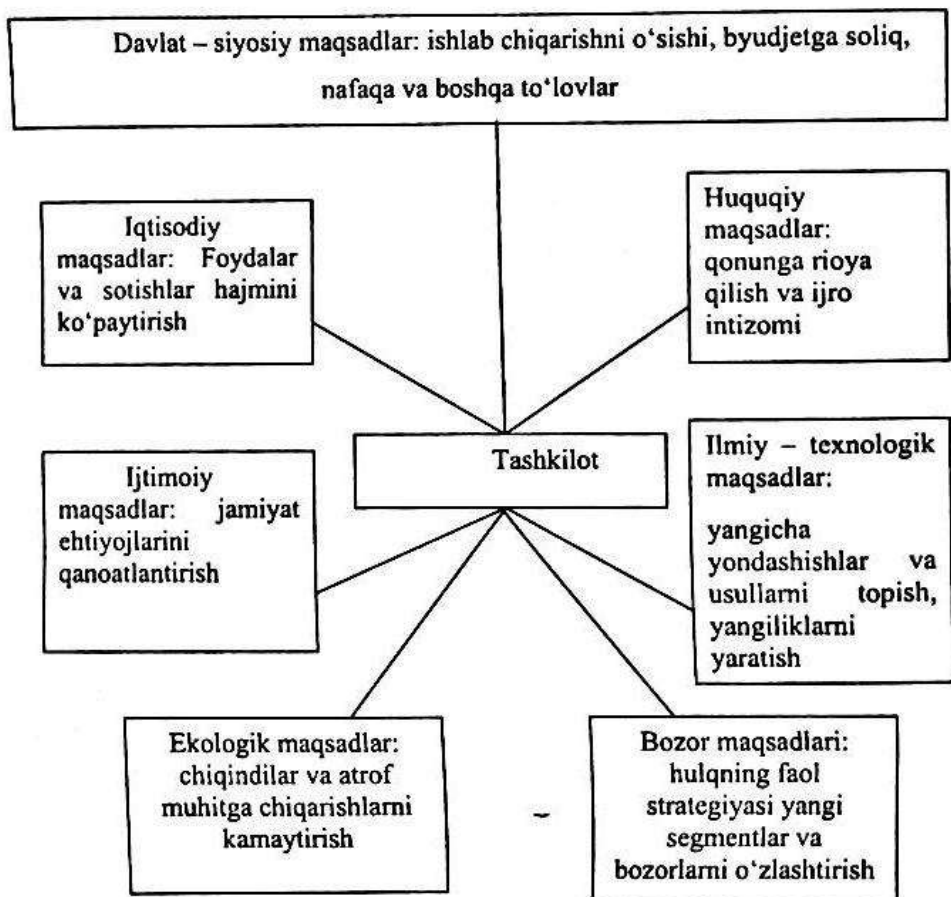 Davlat – siyosiy maqsadlar: ishlab chiqarishni o‘sishi, byudjetga soliq,
nafaqa va boshqa to‘lovlar
Iqtisodiy
maqsadlar: Foydalar
va sotishlar hajmini
ko‘paytirish
Huquqiy
maqsadlar:
qonunga rioya
qilish va ijro
intizomi
Tashkilot
Ijtimoiy
maqsadlar: jamiyat
ehtiyojlarini
qanoatlantirish
Ilmiy – texnologik
maqsadlar:
yangicha
yondashishlar va
usullarni topish,
yangiliklarni
yaratish
Ekologik maqsadlar:
chiqindilar va atrof
muhitga chiqarishlarni
kamaytirish
Bozor maqsadlari:
hulqning faol
strategiyasi yangi
segmentlar va
bozorlarni o‘zlashtirish